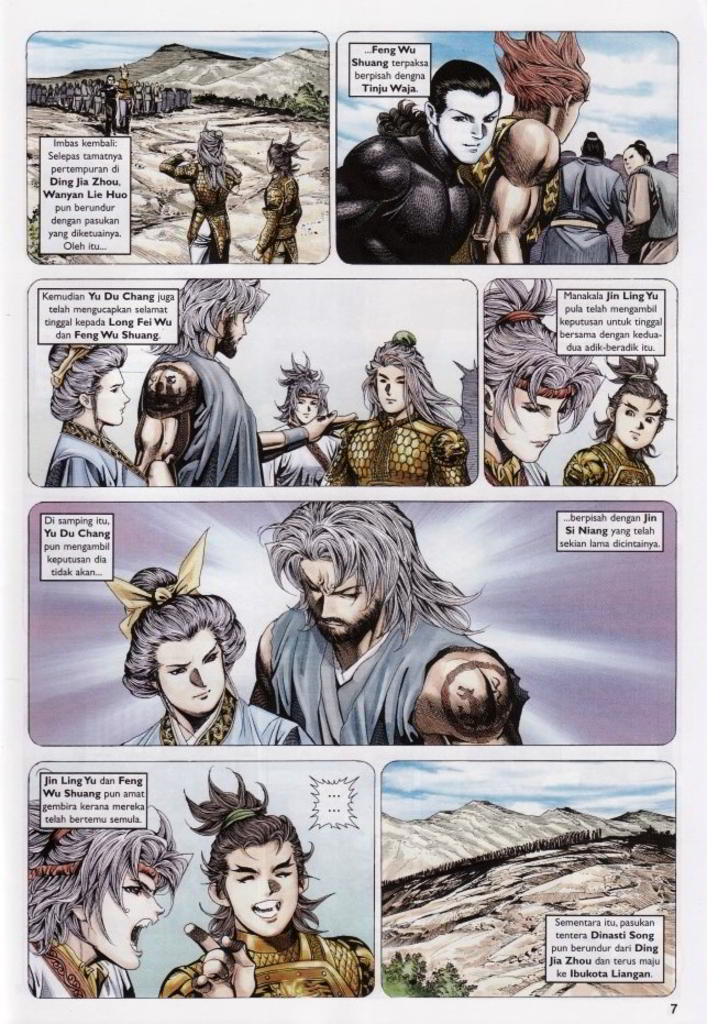 Imbas kembali:
Selepas tamatnya
pertempuran di
Ding Jia Zhou,
Wanyan Lie Huo
pun berundur
dengan pasukan
yang diketuainya.
Oleh itu...
...Feng Wu
Shuang terpaksa
berpisah dengna
Tinju Waja.
Kemudian Yu Du Chang juga
telah mengucapkan selamat
tinggal kepada Long Fei Wu
dan Feng Wu Shuang.
Manakala Jin Ling Yu
pula telah mengambil
keputusan untuk tinggal
bersama dengan kedua-
dua adik-beradik itu.
Di samping itu,
Yu Du Chang
pun mengambil
keputusan dia
tidak akan...
...berpisah dengan Jin
Si Niang yang telah
sekian lama dicintainya.
Jin Ling Yu dan Feng
Wu Shuang pun amat
gembira kerana mereka
telah bertemu semula.
...
...
Sementara itu, pasukan
tentera Dinasti Song
pun berundur dari Ding
Jia Zhou dan terus maju
ke Ibukota Liangan.
7